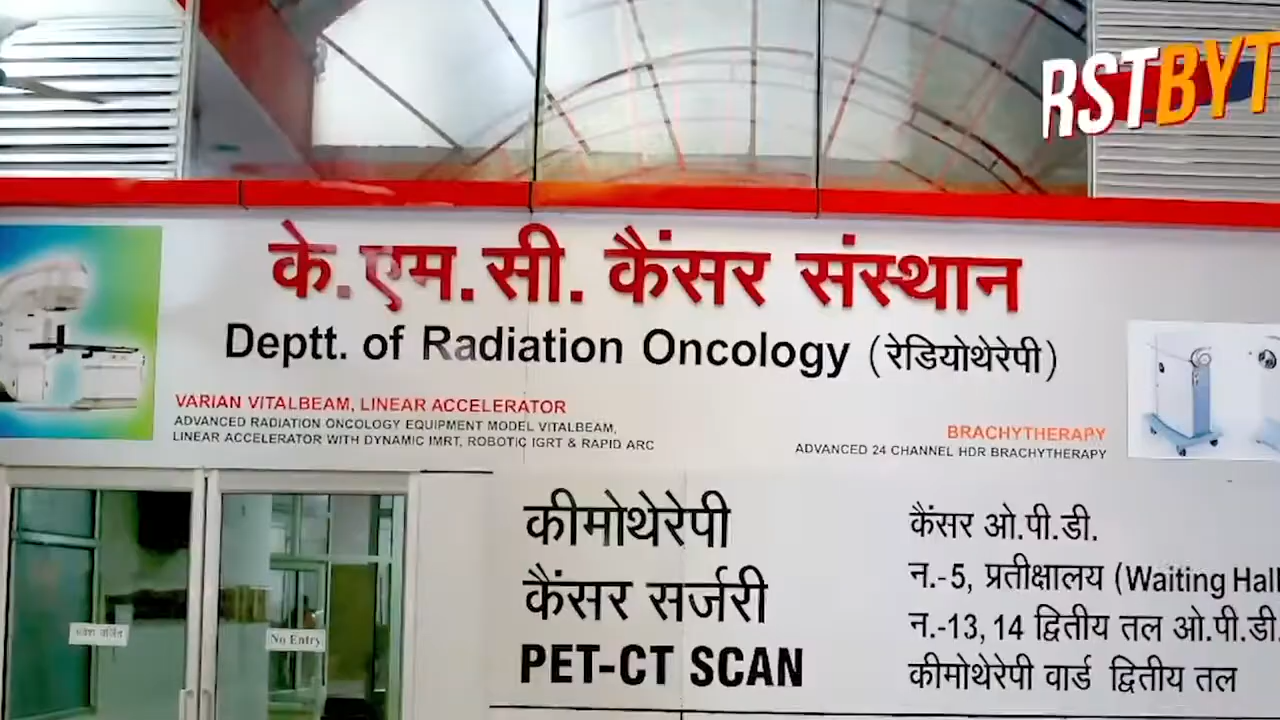 RSTBYT
के.एम.सी. कैंसर संस्थान
Deptt. of Radiation Oncology (रेडियोथेरेपी)
VARIAN VITALBEAM, LINEAR ACCELERATOR
ADVANCED RADIATION ONCOLOGY EQUIPMENT MODEL VITALBEAM,
LINEAR ACCELERATOR WITH DYNAMIC IMRT, ROBOTIC IGRT & RAPID ARC
BRACHYTHERAPY
ADVANCED 24 CHANNEL HDR BRACHYTHERAPY
कीमोथेरेपी
कैंसर सर्जरी
PET-CT SCAN
कैंसर ओ.पी.डी.
न.-5, प्रतीक्षालय (Waiting Hall
न.-13, 14 द्वितीय तल ओ.पी.डी.
कीमोथेरेपी वार्ड द्वितीय तल
No Entry